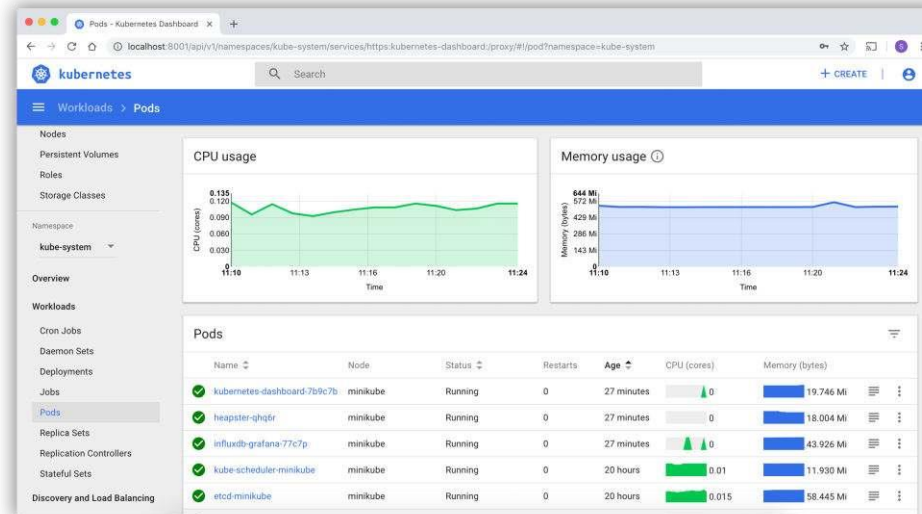 Pods - Kubernetes Dashboard
localhost:8001/api/v1/namespaces/kube-system/services/https:kubernetes-dashboard:/proxy/#!/pod?namespace=kube-system
S
kubernetes
Search
+ CREATE
Workloads > Pods
Nodes
Persistent Volumes
Roles
Storage Classes
Namespace
kube-system
Overview
Workloads
Cron Jobs
Daemon Sets
Deployments
Jobs
Pods
Replica Sets
Replication Controllers
Stateful Sets
Discovery and Load Balancing
CPU usage
CPU (cores)
0.135
0.120
0.090
0.060
0.030
0
11:10 11:13 11:16 11:20 11:24
Time
Memory usage
Memory (bytes)
644 Mi
572 Mi
429 Mi
286 Mi
143 Mi
0
11:10 11:13 11:16 11:20 11:24
Time
Pods
Name Node Status Restarts Age CPU (cores) Memory (bytes)
kubernetes-dashboard-7b9c7b minikube Running 0 27 minutes 0 19.746 Mi
heapster-qhq6r minikube Running 0 27 minutes 0 18.004 Mi
influxdb-grafana-77c7p minikube Running 0 27 minutes 0 43.926 Mi
kube-scheduler-minikube minikube Running 0 20 hours 0.01 11.930 Mi
etcd-minikube minikube Running 0 20 hours 0.015 58.445 Mi